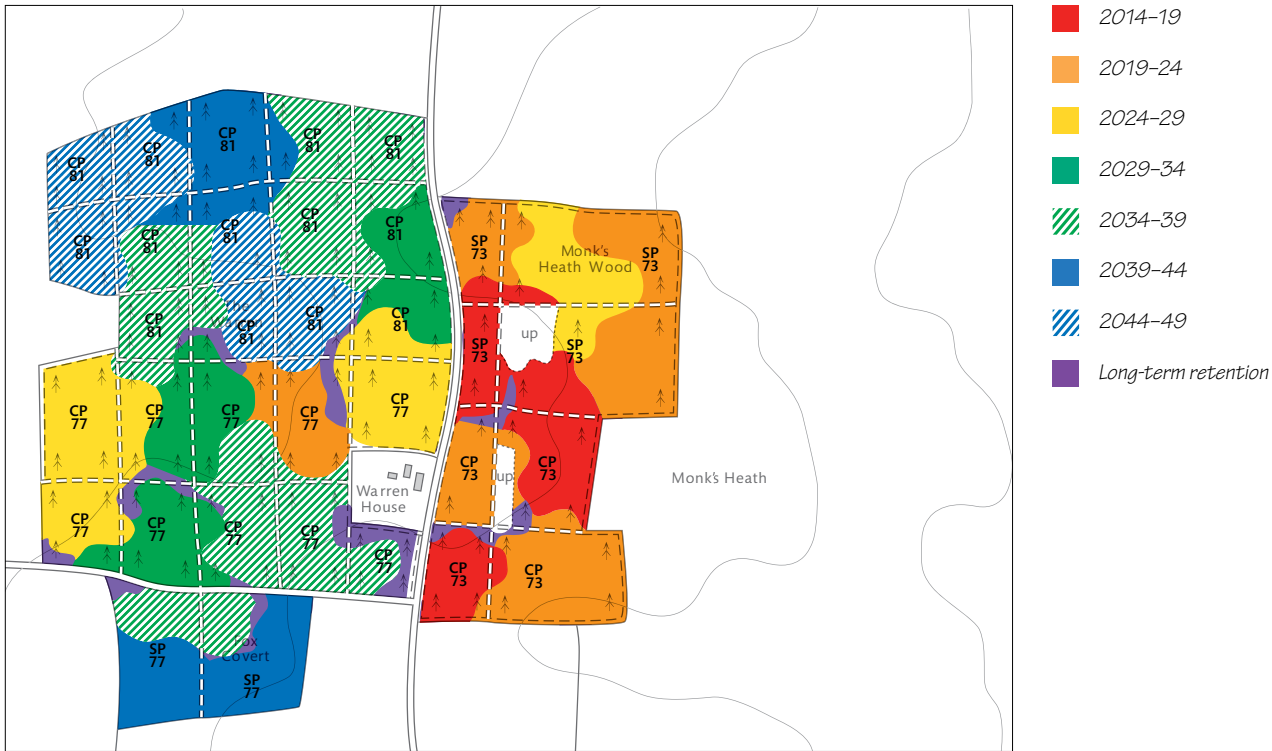 CP
81
CP
81
CP
81
CP
81
CP
81
CP
81
CP
81
CP
81
CP
81
CP
81
SP
73
Monk's
Heath Wood
SP
73
The
CP
81
CP
81
CP
81
CP
81
up
SP
73
SP
73
CP
77
CP
77
CP
77
CP
77
CP
77
CP
73
CP
73
up
Monk's Heath
Warren
House
CP
77
CP
77
CP
77
CP
77
CP
77
CP
73
CP
73
SP
77
Fox
Covert
SP
77
2014–19
2019–24
2024–29
2029–34
2034–39
2039–44
2044–49
Long-term retention